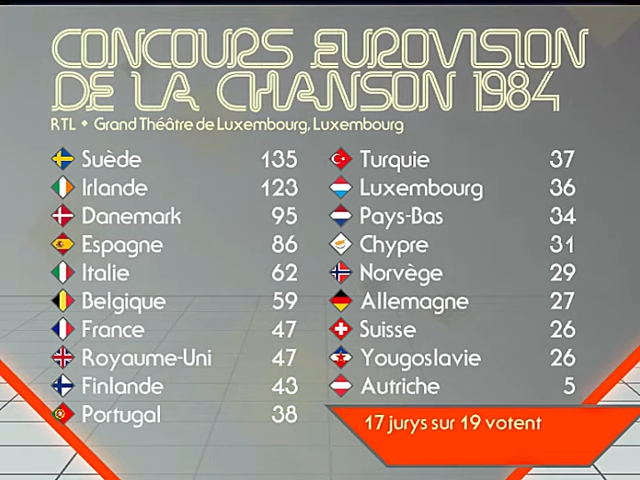 CONCOURS EUROVISION
DE LA CHANSON 1984
RTL • Grand Théâtre de Luxembourg, Luxembourg
Suède 135
Irlande 123
Danemark 95
Espagne 86
Italie 62
Belgique 59
France 47
Royaume-Uni 47
Finlande 43
Portugal 38
Turquie 37
Luxembourg 36
Pays-Bas 34
Chypre 31
Norvège 29
Allemagne 27
Suisse 26
Yougoslavie 26
Autriche 5
17 jurys sur 19 votent